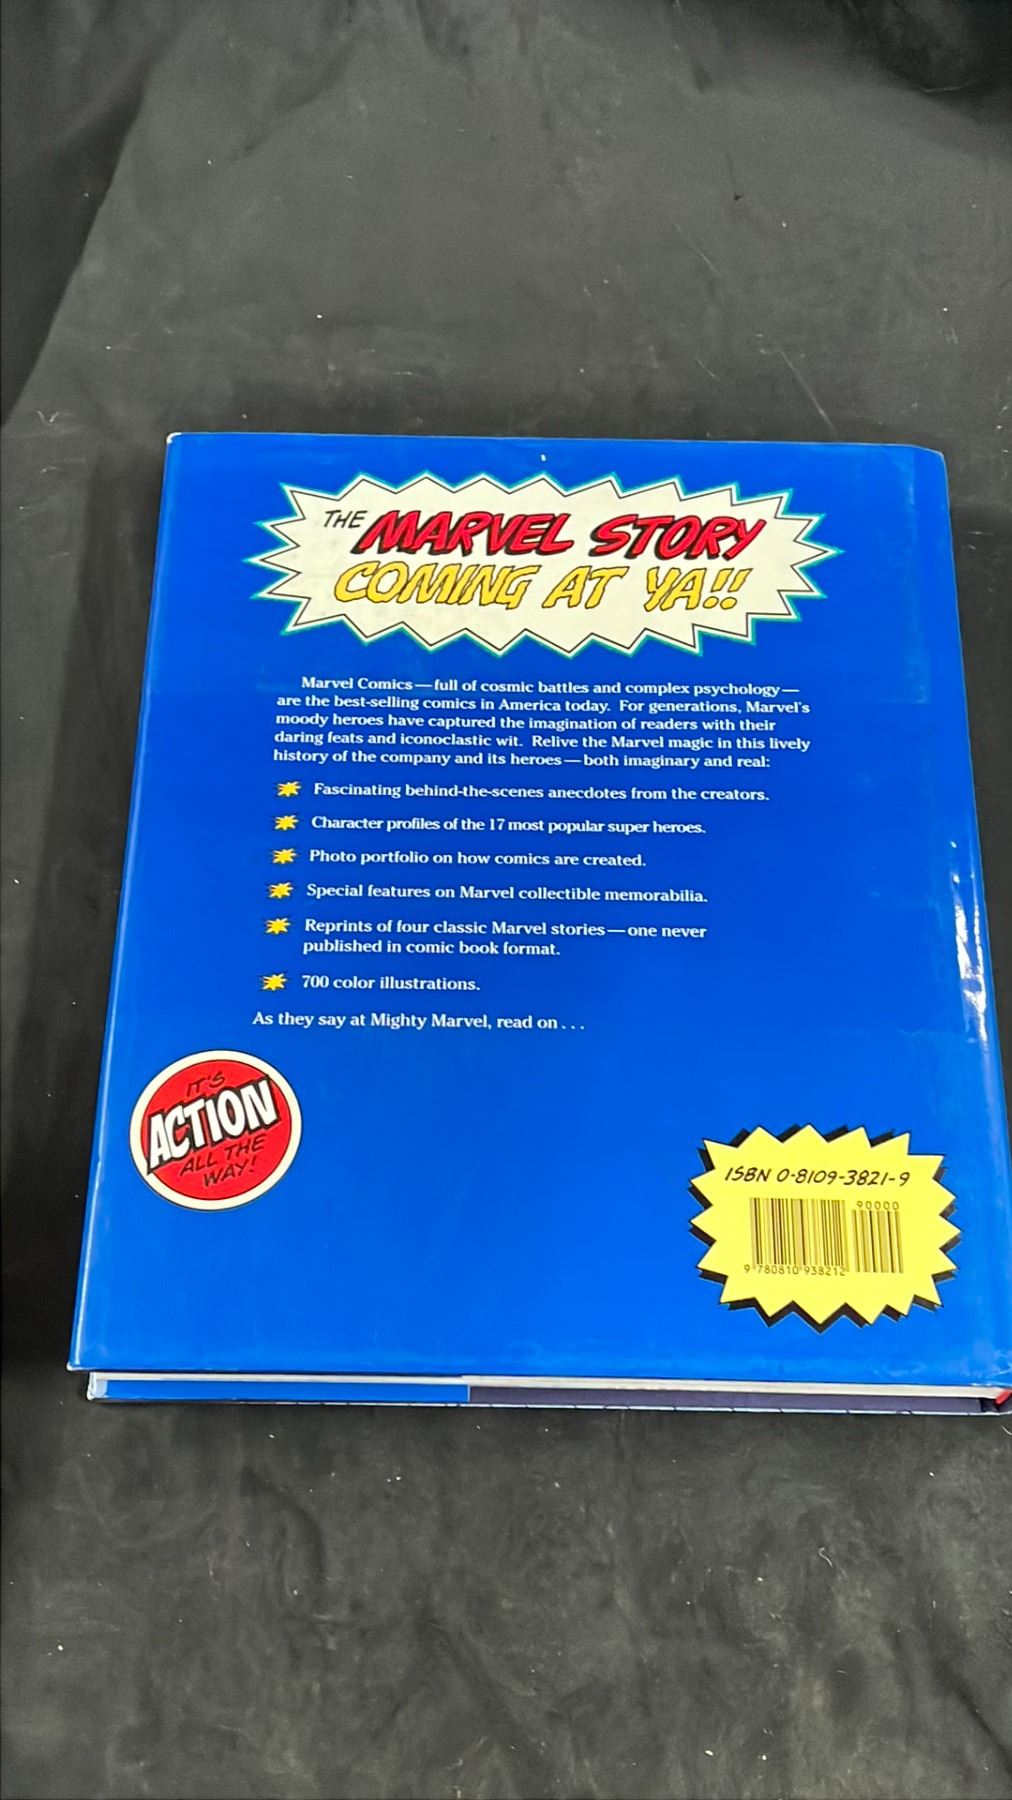 THE MARVEL STORY
COMING AT YA!!
Marvel Comics—full of cosmic battles and complex psychology—
are the best-selling comics in America today. For generations, Marvel's
moody heroes have captured the imagination of readers with their
daring feats and iconoclastic wit. Relive the Marvel magic in this lively
history of the company and its heroes—both imaginary and real:
Fascinating behind-the-scenes anecdotes from the creators.
Character profiles of the 17 most popular super heroes.
Photo portfolio on how comics are created.
Special features on Marvel collectible memorabilia.
Reprints of four classic Marvel stories—one never
published in comic book format.
700 color illustrations.
As they say at Mighty Marvel, read on...
IT'S
ACTION
ALL THE
WAY!
ISBN 0-8109-3821-9
90000
9 780810 938212